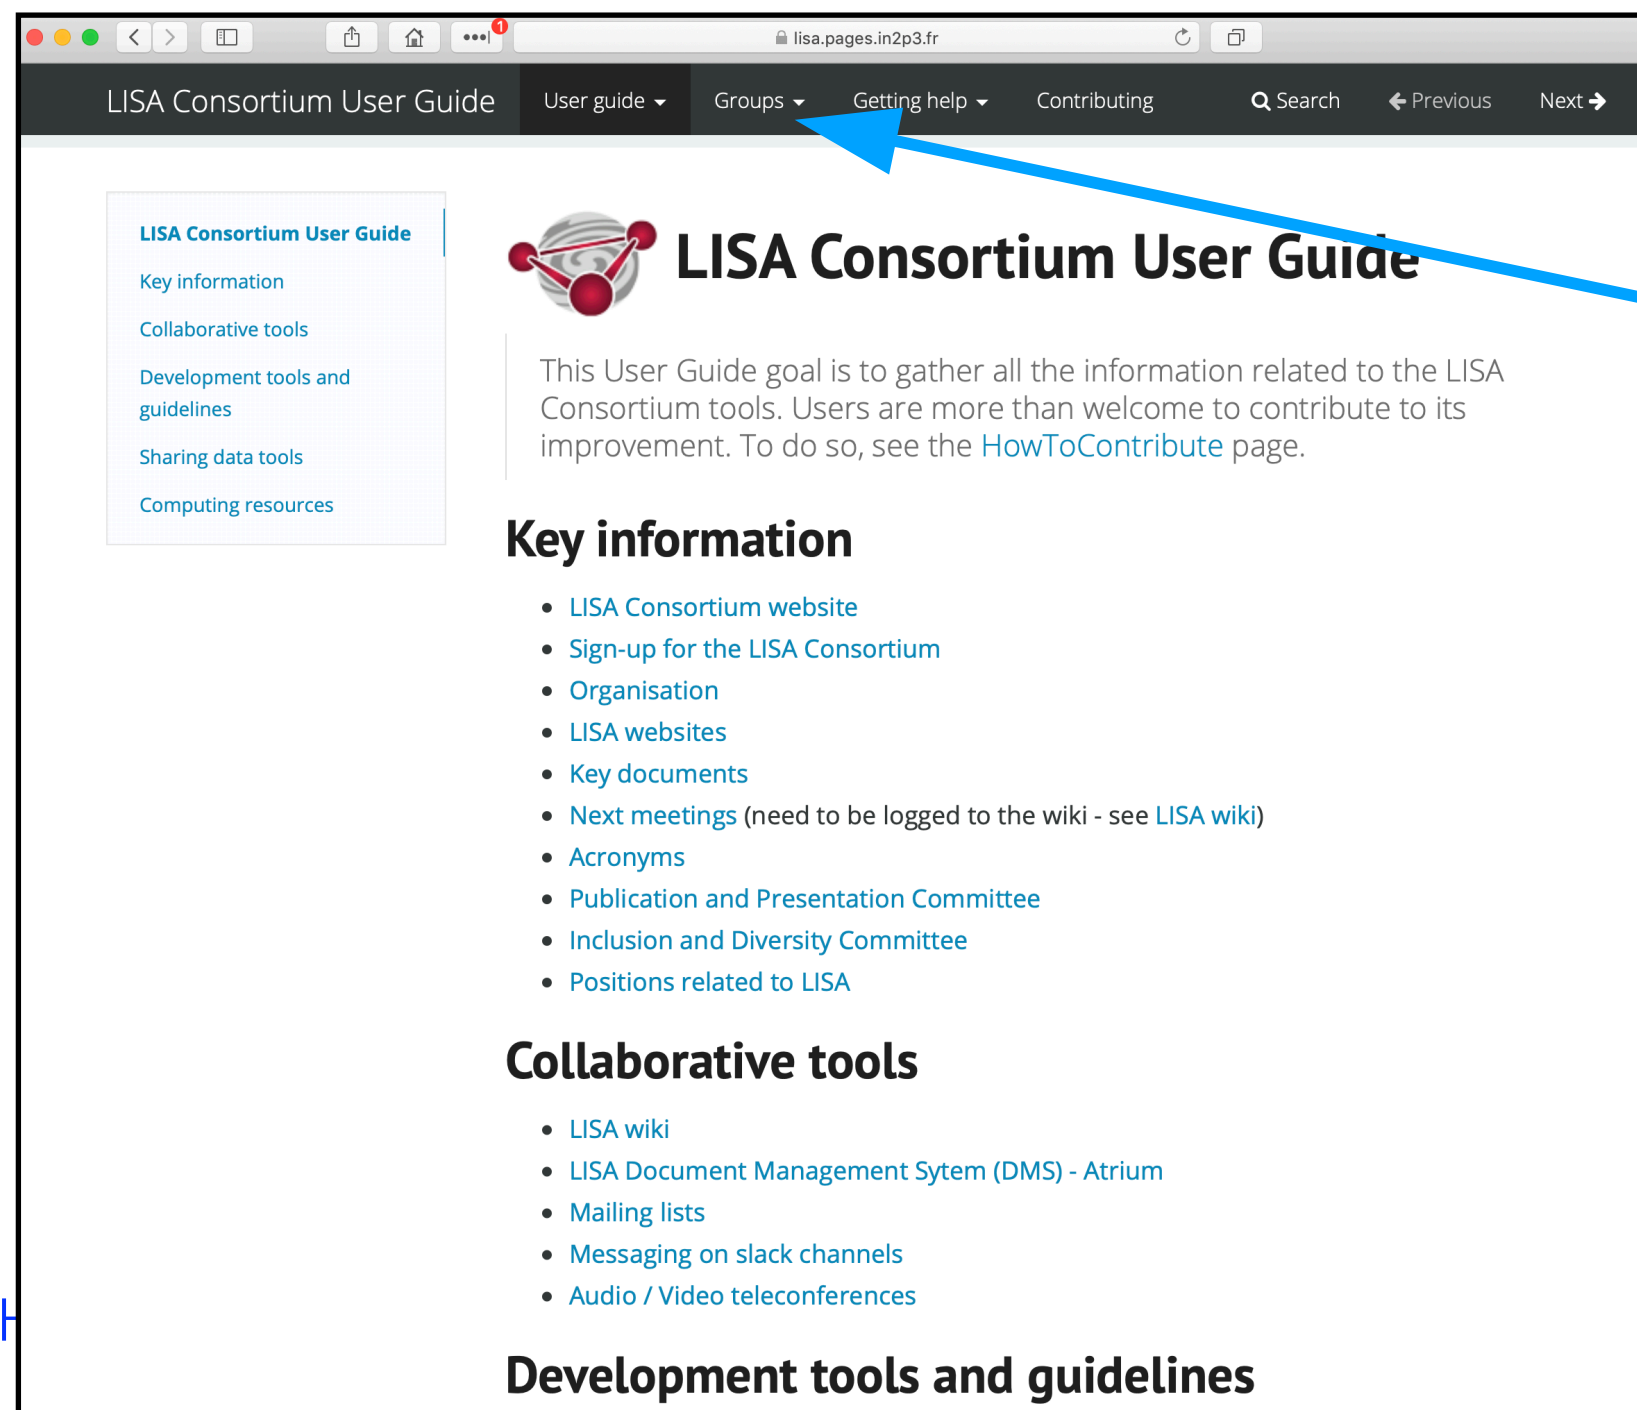 1
lisa.pages.in2p3.fr
LISA Consortium User Guide User guide Groups Getting help Contributing Search Previous Next
LISA Consortium User Guide
Key information
Collaborative tools
Development tools and
guidelines
Sharing data tools
Computing resources
LISA Consortium User Guide
This User Guide goal is to gather all the information related to the LISA
Consortium tools. Users are more than welcome to contribute to its
improvement. To do so, see the HowToContribute page.
Key information
LISA Consortium website
Sign-up for the LISA Consortium
Organisation
LISA websites
Key documents
Next meetings (need to be logged to the wiki - see LISA wiki)
Acronyms
Publication and Presentation Committee
Inclusion and Diversity Committee
Positions related to LISA
Collaborative tools
LISA wiki
LISA Document Management Sytem (DMS) - Atrium
Mailing lists
Messaging on slack channels
Audio / Video teleconferences
Development tools and guidelines